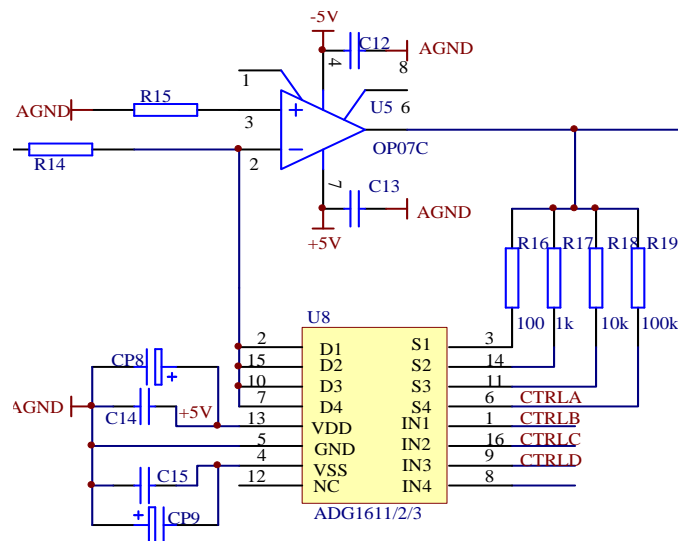 -5V
C12
AGND
4
8
1
U5
6
R15
AGND
3
+
OP07C
R14
2
−
7
C13
AGND
+5V
R16
R17
R18
R19
100
1k
10k
100k
U8
2
D1
S1
3
15
D2
S2
14
10
D3
S3
11
7
D4
S4
6
CTRLA
13
VDD
IN1
1
CTRLB
5
GND
IN2
16
CTRLC
4
VSS
IN3
9
CTRLD
12
NC
IN4
8
ADG1611/2/3
CP8
+
AGND
C14
+5V
C15
+
CP9